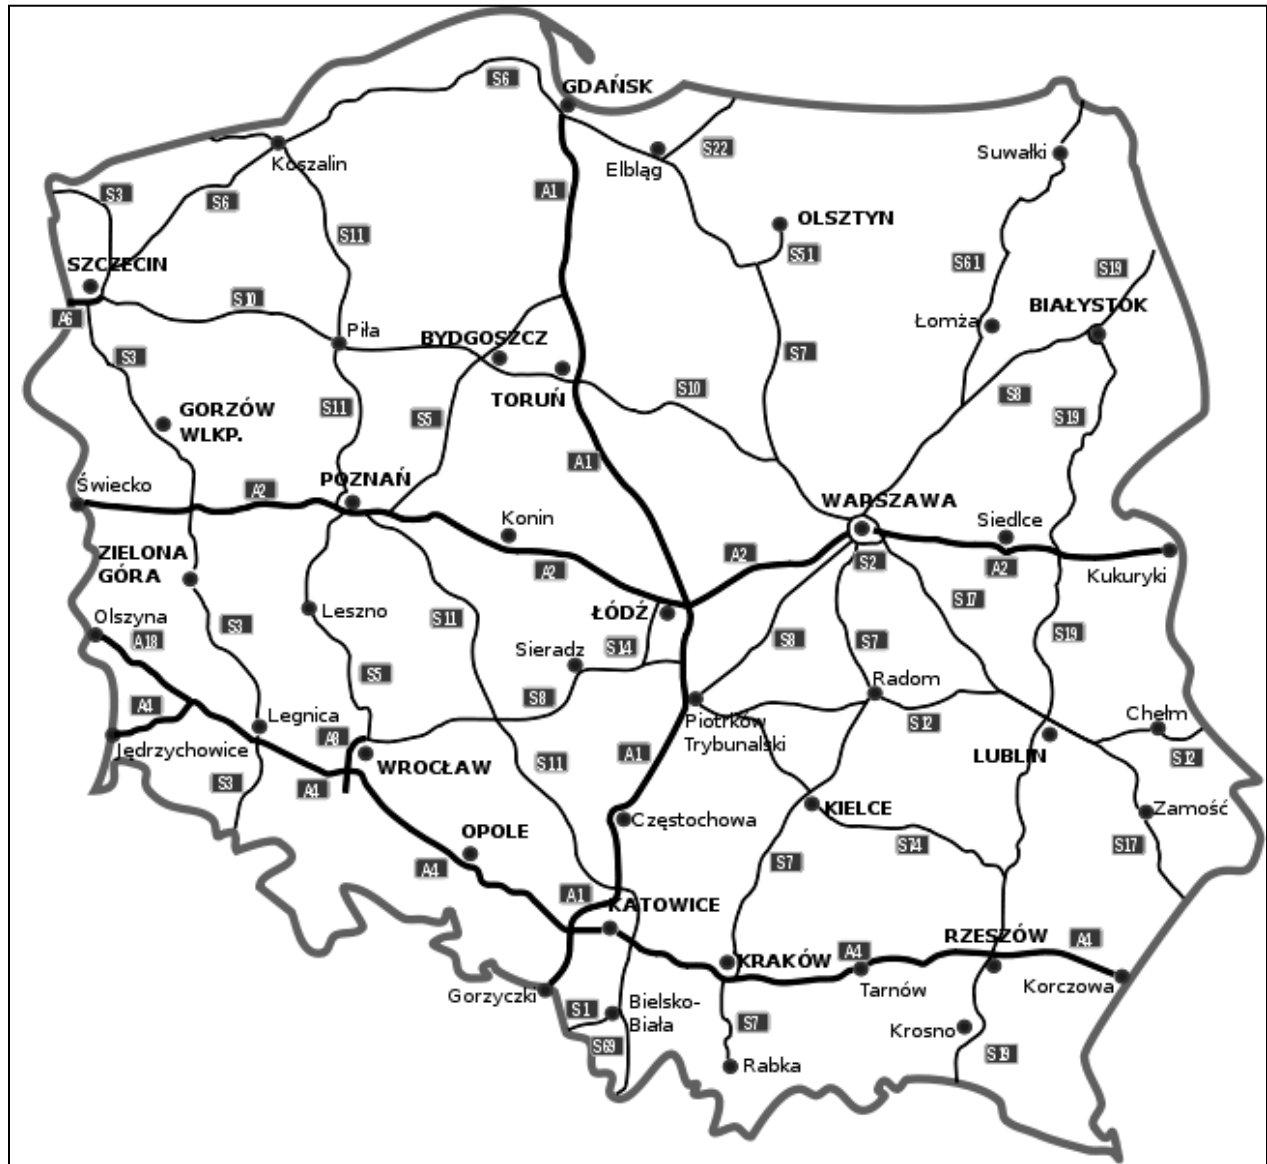 S6
GDAŃSK
Koszalin
Elbląg
S22
Suwałki
S3
S6
A1
S11
OLSZTYN
S51
S61
S19
SZCZECIN
S10
A6
Piła
BYDGOSZCZ
Łomża
BIAŁYSTOK
S3
S7
S10
TORUŃ
S8
GORZÓW
WLKP.
S11
S5
S19
A1
Świecko
A2
POZNAŃ
Konin
WARSZAWA
Siedlce
ZIELONA
GÓRA
A2
A2
S2
A2
Kukuryki
Olszyna
A18
S3
Leszno
S11
ŁÓDŹ
S17
S8
S7
S19
Sieradz
S14
S5
S8
Radom
A4
Legnica
A8
Piotrków
Trybunalski
S12
Chełm
Jędrzychowice
WROCŁAW
A1
LUBLIN
S12
S3
A4
S11
Częstochowa
KIELCE
Zamość
OPOLE
S74
S17
A4
S7
A1
KATOWICE
RZESZÓW
A4
KRAKÓW
A4
Gorzyczki
Tarnów
Korczowa
S1
Bielsko-
Biała
S7
Krosno
S69
Rabka
S19